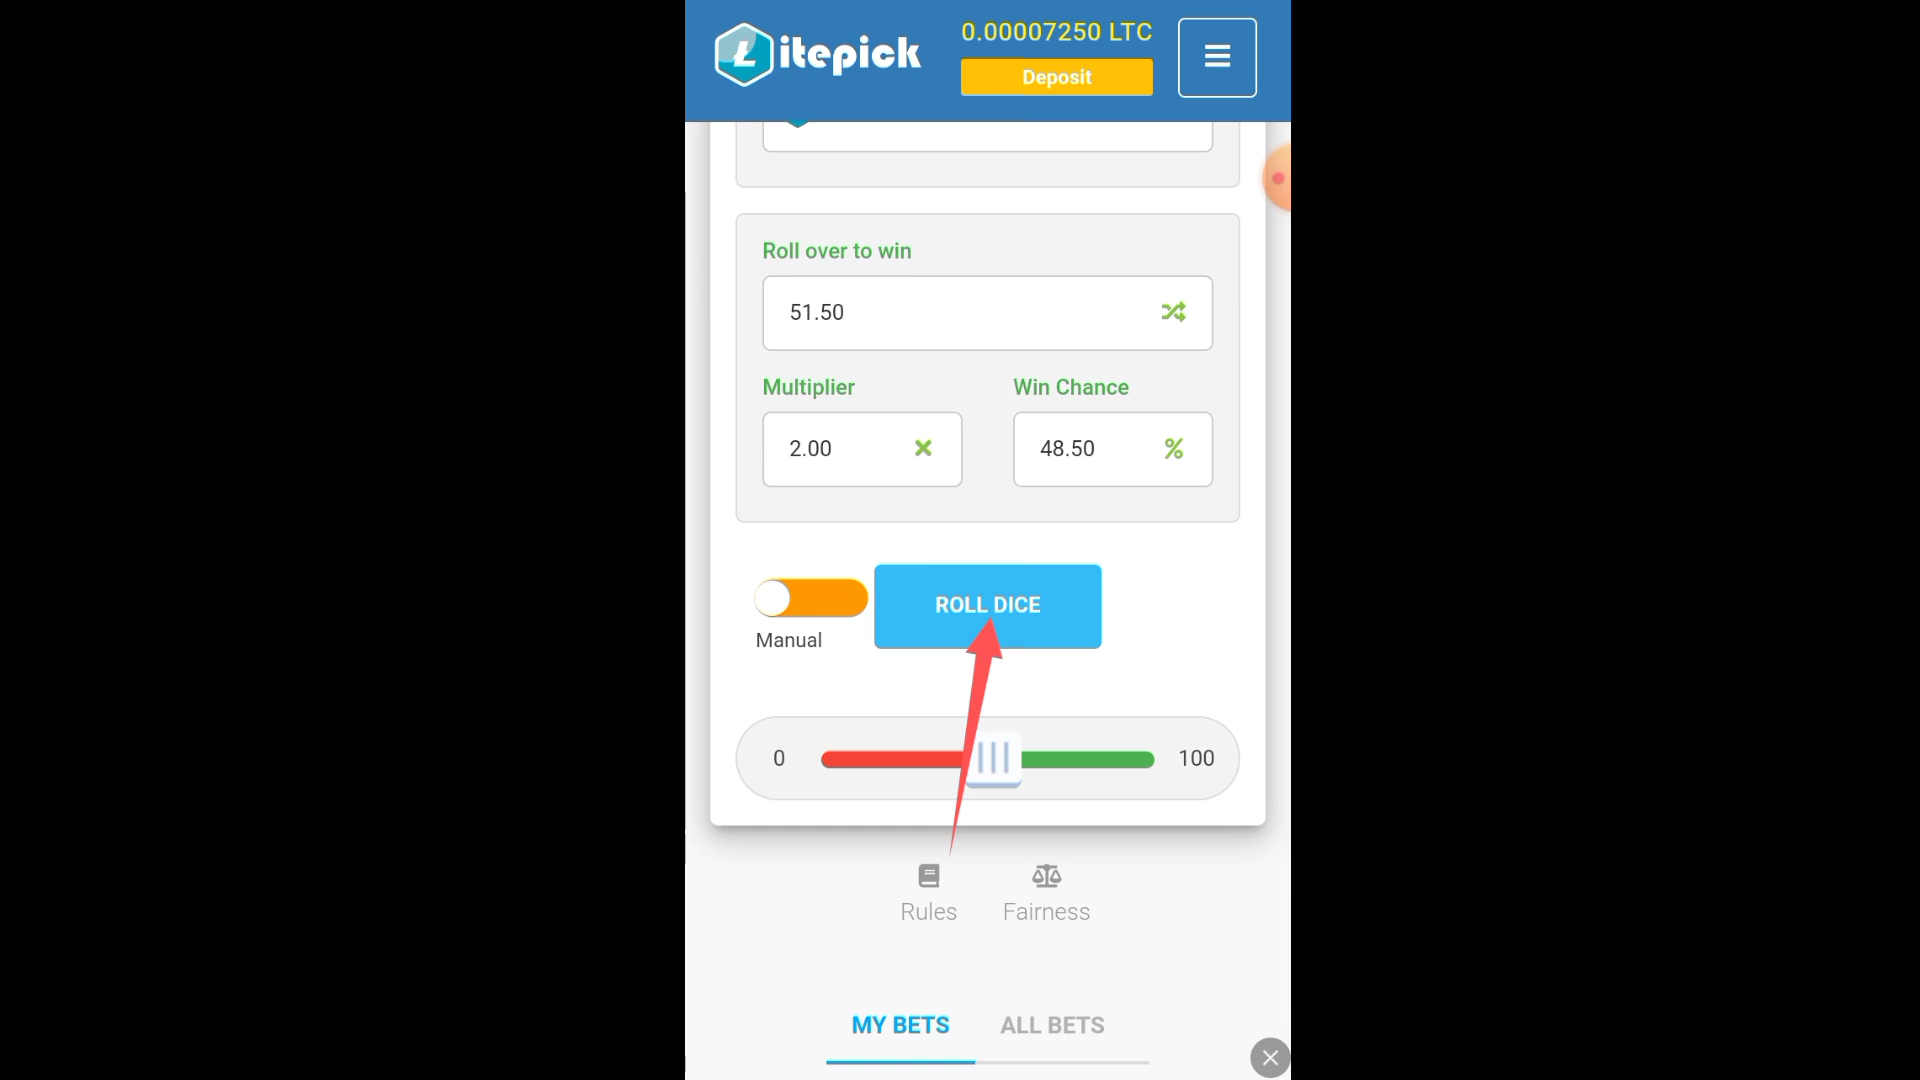 itepick
0.00007250 LTC
Deposit
Roll over to win
51.50
Multiplier
Win Chance
2.00
48.50 %
ROLL DICE
Manual
0
100
Rules
Fairness
MY BETS
ALL BETS